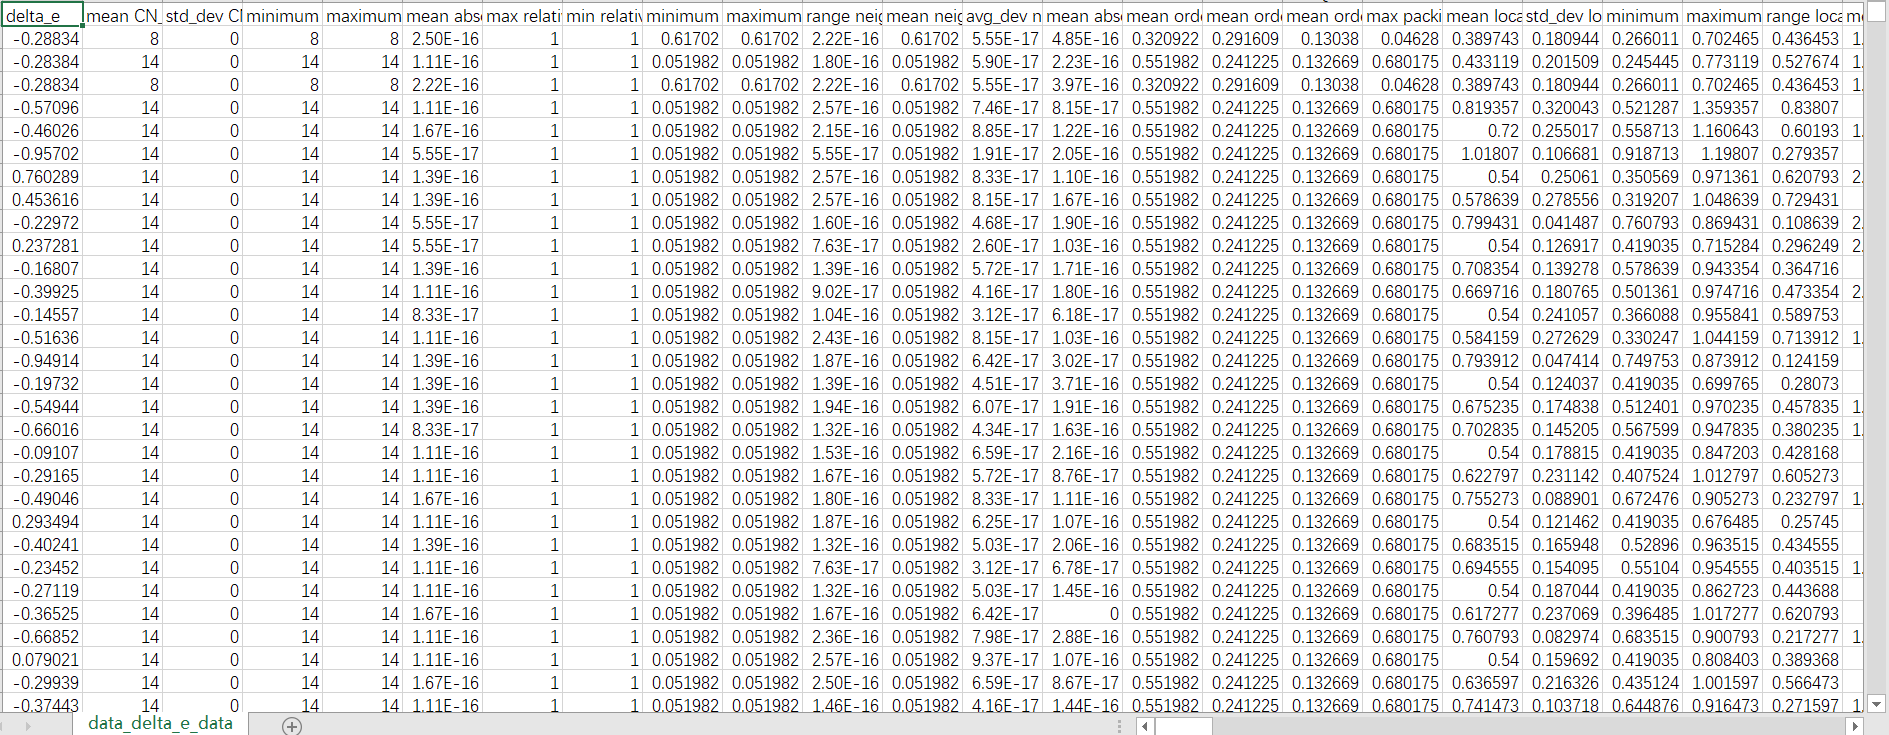 delta_e mean CN_ std_dev CI minimum maximum mean abso max relati min relativ minimum maximum range neig mean neig avg_dev n mean abso mean orde mean orde mean orde max packi mean loca std_dev lo minimum maximum range loca
-0.28834 8 0 8 8 2.50E-16 1 1 0.61702 0.61702 2.22E-16 0.61702 5.55E-17 4.85E-16 0.320922 0.291609 0.13038 0.04628 0.389743 0.180944 0.266011 0.702465 0.436453 1.
-0.28384 14 0 14 14 1.11E-16 1 1 0.051982 0.051982 1.80E-16 0.051982 5.90E-17 2.23E-16 0.551982 0.241225 0.132669 0.680175 0.433119 0.201509 0.245445 0.773119 0.527674 1.
-0.28834 8 0 8 8 2.22E-16 1 1 0.61702 0.61702 2.22E-16 0.61702 5.55E-17 3.97E-16 0.320922 0.291609 0.13038 0.04628 0.389743 0.180944 0.266011 0.702465 0.436453 1.
-0.57096 14 0 14 14 1.11E-16 1 1 0.051982 0.051982 2.57E-16 0.051982 7.46E-17 8.15E-17 0.551982 0.241225 0.132669 0.680175 0.819357 0.320043 0.521287 1.359357 0.83807
-0.46026 14 0 14 14 1.67E-16 1 1 0.051982 0.051982 2.15E-16 0.051982 8.85E-17 1.22E-16 0.551982 0.241225 0.132669 0.680175 0.72 0.255017 0.558713 1.160643 0.60193 1.
-0.95702 14 0 14 14 5.55E-17 1 1 0.051982 0.051982 5.55E-17 0.051982 1.91E-17 2.05E-16 0.551982 0.241225 0.132669 0.680175 1.01807 0.106681 0.918713 1.19807 0.279357
0.760289 14 0 14 14 1.39E-16 1 1 0.051982 0.051982 2.57E-16 0.051982 8.33E-17 1.10E-16 0.551982 0.241225 0.132669 0.680175 0.54 0.25061 0.350569 0.971361 0.620793 2.
0.453616 14 0 14 14 1.39E-16 1 1 0.051982 0.051982 2.57E-16 0.051982 8.15E-17 1.67E-16 0.551982 0.241225 0.132669 0.680175 0.578639 0.278556 0.319207 1.048639 0.729431
-0.22972 14 0 14 14 5.55E-17 1 1 0.051982 0.051982 1.60E-16 0.051982 4.68E-17 1.90E-16 0.551982 0.241225 0.132669 0.680175 0.799431 0.041487 0.760793 0.869431 0.108639 2.
0.237281 14 0 14 14 5.55E-17 1 1 0.051982 0.051982 7.63E-17 0.051982 2.60E-17 1.03E-16 0.551982 0.241225 0.132669 0.680175 0.54 0.126917 0.419035 0.715284 0.296249 2.
-0.16807 14 0 14 14 1.39E-16 1 1 0.051982 0.051982 1.39E-16 0.051982 5.72E-17 1.71E-16 0.551982 0.241225 0.132669 0.680175 0.708354 0.139278 0.578639 0.943354 0.364716
-0.39925 14 0 14 14 1.11E-16 1 1 0.051982 0.051982 9.02E-17 0.051982 4.16E-17 1.80E-16 0.551982 0.241225 0.132669 0.680175 0.669716 0.180765 0.501361 0.974716 0.473354 2.
-0.14557 14 0 14 14 8.33E-17 1 1 0.051982 0.051982 1.04E-16 0.051982 3.12E-17 6.18E-17 0.551982 0.241225 0.132669 0.680175 0.54 0.241057 0.366088 0.955841 0.589753
-0.51636 14 0 14 14 1.11E-16 1 1 0.051982 0.051982 2.43E-16 0.051982 8.15E-17 1.03E-16 0.551982 0.241225 0.132669 0.680175 0.584159 0.272629 0.330247 1.044159 0.713912 1.
-0.94914 14 0 14 14 1.39E-16 1 1 0.051982 0.051982 1.87E-16 0.051982 6.42E-17 3.02E-17 0.551982 0.241225 0.132669 0.680175 0.793912 0.047414 0.749753 0.873912 0.124159
-0.19732 14 0 14 14 1.39E-16 1 1 0.051982 0.051982 1.39E-16 0.051982 4.51E-17 3.71E-16 0.551982 0.241225 0.132669 0.680175 0.54 0.124037 0.419035 0.699765 0.28073
-0.54944 14 0 14 14 1.39E-16 1 1 0.051982 0.051982 1.94E-16 0.051982 6.07E-17 1.91E-16 0.551982 0.241225 0.132669 0.680175 0.675235 0.174838 0.512401 0.970235 0.457835 1.
-0.66016 14 0 14 14 8.33E-17 1 1 0.051982 0.051982 1.32E-16 0.051982 4.34E-17 1.63E-16 0.551982 0.241225 0.132669 0.680175 0.702835 0.145205 0.567599 0.947835 0.380235 1.
-0.09107 14 0 14 14 1.11E-16 1 1 0.051982 0.051982 1.53E-16 0.051982 6.59E-17 2.16E-16 0.551982 0.241225 0.132669 0.680175 0.54 0.178815 0.419035 0.847203 0.428168
-0.29165 14 0 14 14 1.11E-16 1 1 0.051982 0.051982 1.67E-16 0.051982 5.72E-17 8.76E-17 0.551982 0.241225 0.132669 0.680175 0.622797 0.231142 0.407524 1.012797 0.605273
-0.49046 14 0 14 14 1.67E-16 1 1 0.051982 0.051982 1.80E-16 0.051982 8.33E-17 1.11E-16 0.551982 0.241225 0.132669 0.680175 0.755273 0.088901 0.672476 0.905273 0.232797 1.
0.293494 14 0 14 14 1.11E-16 1 1 0.051982 0.051982 1.87E-16 0.051982 6.25E-17 1.07E-16 0.551982 0.241225 0.132669 0.680175 0.54 0.121462 0.419035 0.676485 0.25745
-0.40241 14 0 14 14 1.39E-16 1 1 0.051982 0.051982 1.32E-16 0.051982 5.03E-17 2.06E-16 0.551982 0.241225 0.132669 0.680175 0.683515 0.165948 0.52896 0.963515 0.434555
-0.23452 14 0 14 14 1.11E-16 1 1 0.051982 0.051982 7.63E-17 0.051982 3.12E-17 6.78E-17 0.551982 0.241225 0.132669 0.680175 0.694555 0.154095 0.55104 0.954555 0.403515 1.
-0.27119 14 0 14 14 1.11E-16 1 1 0.051982 0.051982 1.32E-16 0.051982 5.03E-17 1.45E-16 0.551982 0.241225 0.132669 0.680175 0.54 0.187044 0.419035 0.862723 0.443688
-0.36525 14 0 14 14 1.67E-16 1 1 0.051982 0.051982 1.67E-16 0.051982 6.42E-17 0 0.551982 0.241225 0.132669 0.680175 0.617277 0.237069 0.396485 1.017277 0.620793
-0.66852 14 0 14 14 1.11E-16 1 1 0.051982 0.051982 2.36E-16 0.051982 7.98E-17 2.88E-16 0.551982 0.241225 0.132669 0.680175 0.760793 0.082974 0.683515 0.900793 0.217277 1.
0.079021 14 0 14 14 1.11E-16 1 1 0.051982 0.051982 2.57E-16 0.051982 9.37E-17 1.07E-16 0.551982 0.241225 0.132669 0.680175 0.54 0.159692 0.419035 0.808403 0.389368
-0.29939 14 0 14 14 1.67E-16 1 1 0.051982 0.051982 2.50E-16 0.051982 6.59E-17 8.67E-17 0.551982 0.241225 0.132669 0.680175 0.636597 0.216326 0.435124 1.001597 0.566473
-0.37443 14 0 14 14 1.11E-16 1 1 0.051982 0.051982 1.46E-16 0.051982 4.16E-17 1.44E-16 0.551982 0.241225 0.132669 0.680175 0.741473 0.103718 0.644876 0.916473 0.271597 1.
data_delta_e_data